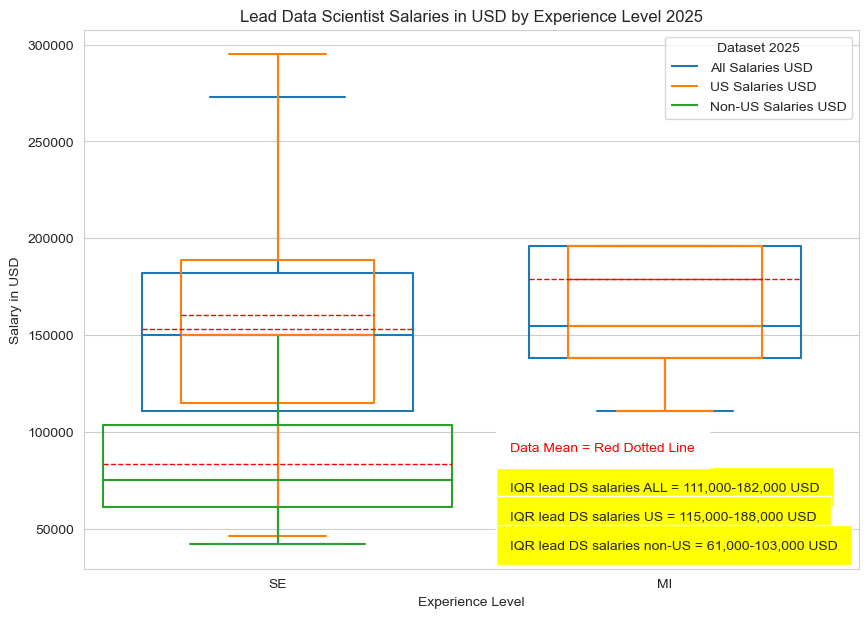 Lead Data Scientist Salaries in USD by Experience Level 2025
Dataset 2025
All Salaries USD
US Salaries USD
Non-US Salaries USD
Salary in USD
300000
250000
200000
150000
100000
50000
Data Mean = Red Dotted Line
IQR lead DS salaries ALL = 111,000-182,000 USD
IQR lead DS salaries US = 115,000-188,000 USD
IQR lead DS salaries non-US = 61,000-103,000 USD
SE
MI
Experience Level